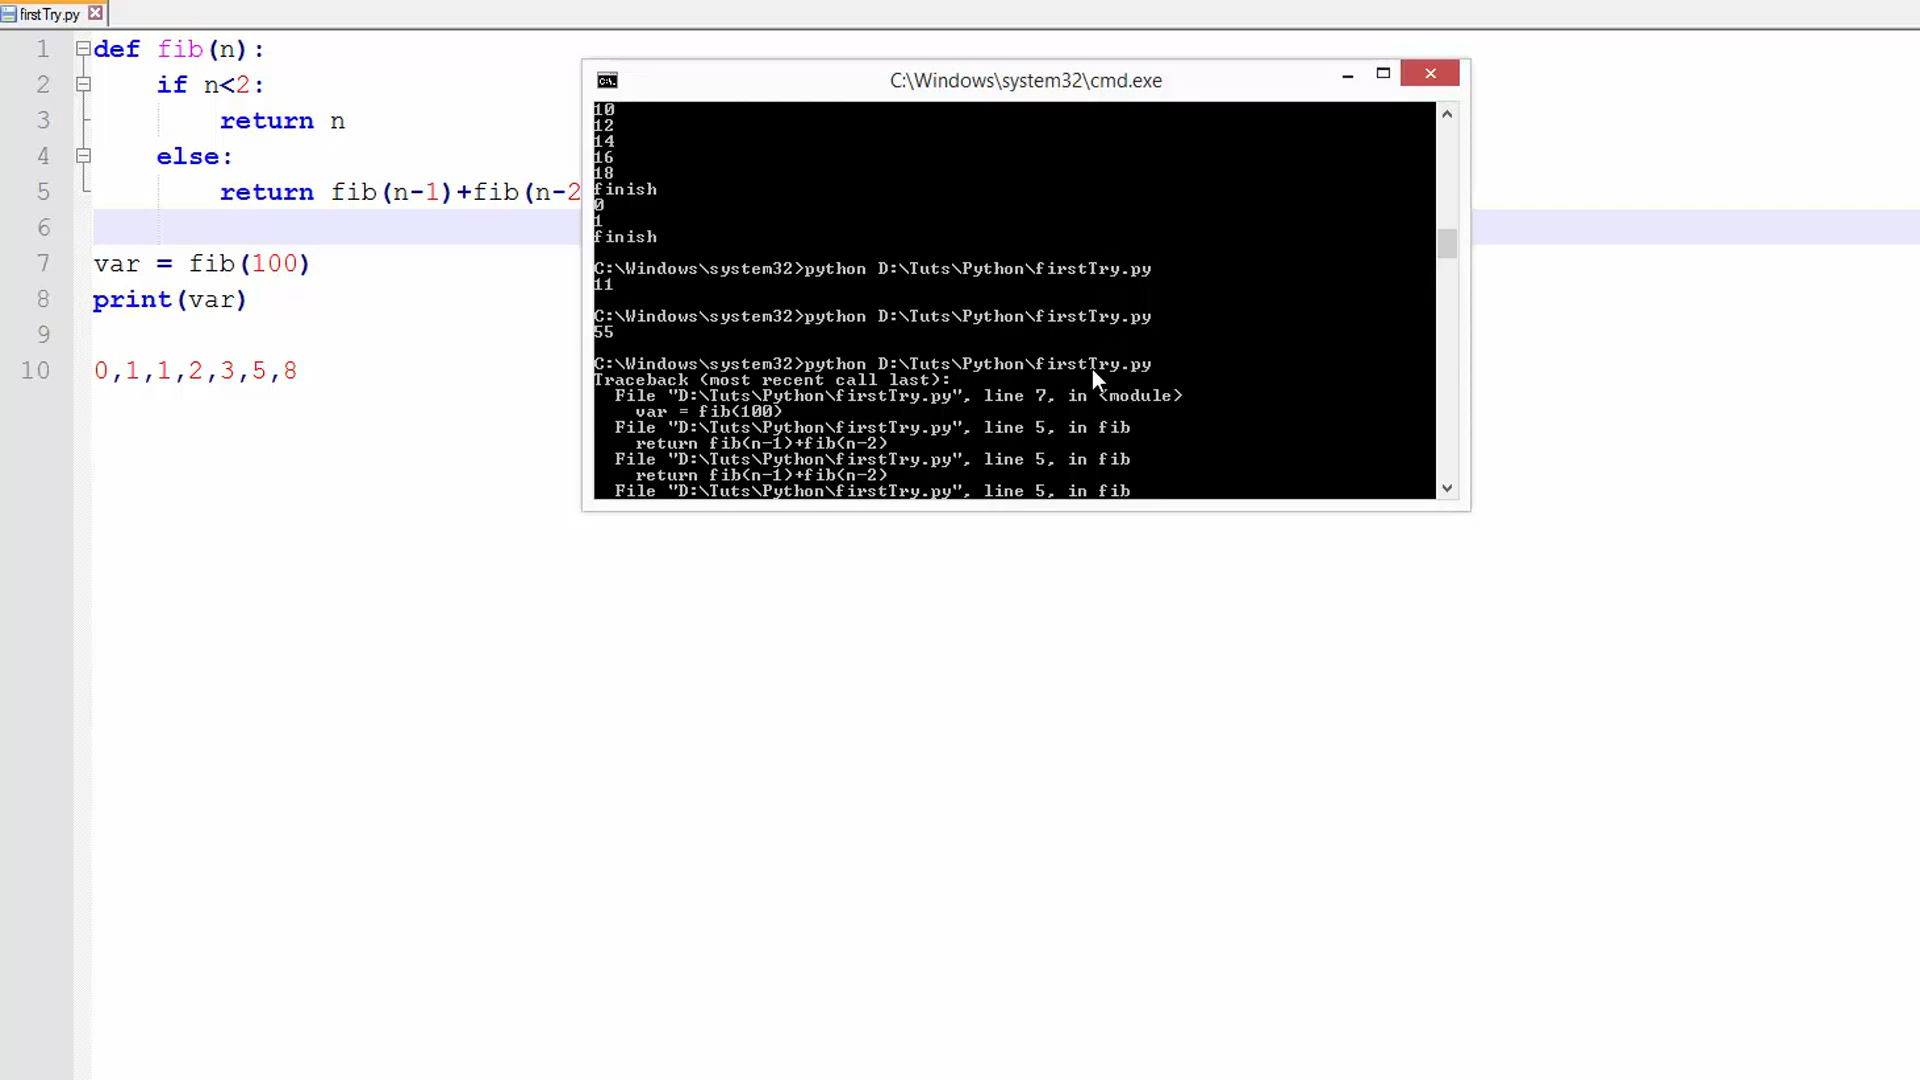 firstTry.py
1 def fib(n):
2 if n<2:
3 return n
4 else:
5 return fib(n-1)+fib(n-2
6
7 var = fib(100)
8 print(var)
9
10 0,1,1,2,3,5,8
C:\Windows\system32\cmd.exe
10
12
14
16
18
finish
0
1
finish
C:\Windows\system32>python D:\Tuts\Python\firstTry.py
11
C:\Windows\system32>python D:\Tuts\Python\firstTry.py
55
C:\Windows\system32>python D:\Tuts\Python\firstTry.py
Traceback (most recent call last):
File "D:\Tuts\Python\firstTry.py", line 7, in <module>
var = fib(100)
File "D:\Tuts\Python\firstTry.py", line 5, in fib
return fib(n-1)+fib(n-2)
File "D:\Tuts\Python\firstTry.py", line 5, in fib
return fib(n-1)+fib(n-2)
File "D:\Tuts\Python\firstTry.py", line 5, in fib